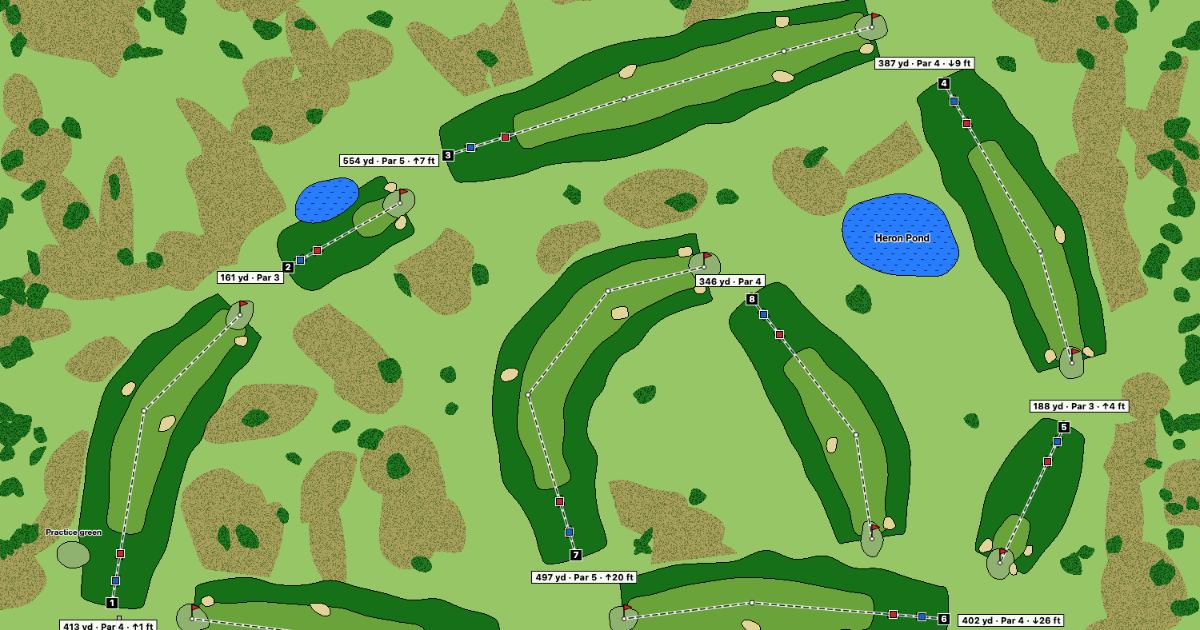 387 yd · Par 4 · ↓9 ft
4
3
554 yd · Par 5 · ↑7 ft
Heron Pond
2
161 yd · Par 3
346 yd · Par 4
8
188 yd · Par 3 · ↑4 ft
5
Practice green
7
497 yd · Par 5 · ↑20 ft
1
413 yd · Par 4 · ↑1 ft
6
402 yd · Par 4 · ↓26 ft